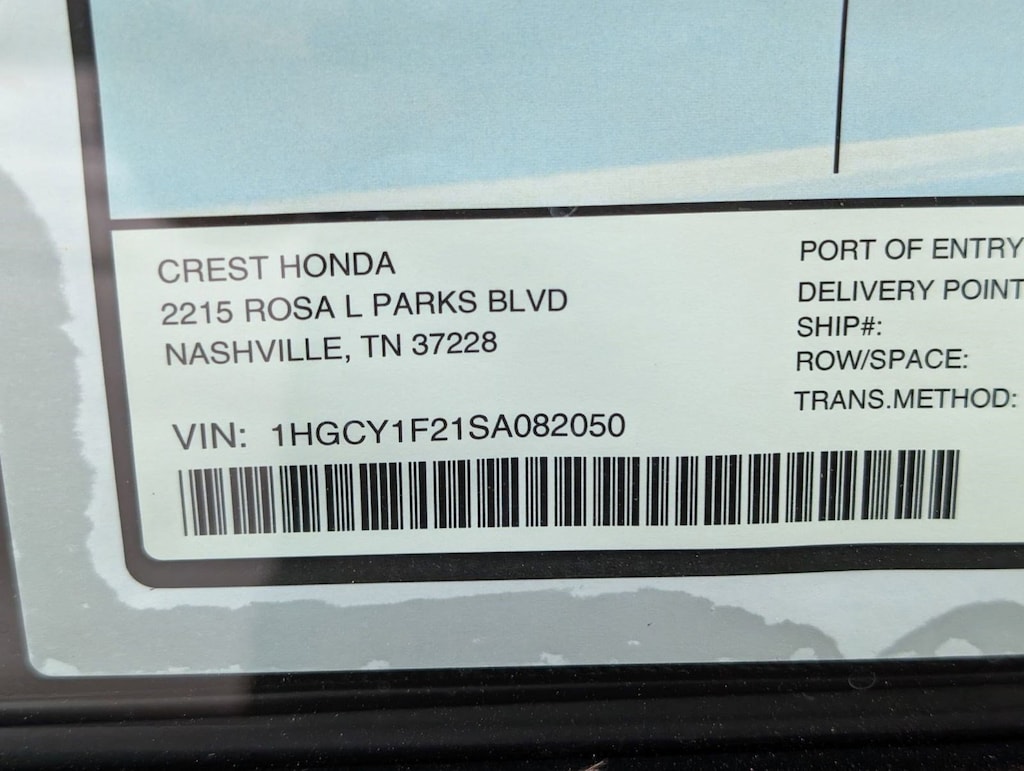 CREST HONDA
2215 ROSA L PARKS BLVD
NASHVILLE, TN 37228
VIN: 1HGCY1F21SA082050
PORT OF ENTRY
DELIVERY POINT
SHIP#:
ROW/SPACE:
TRANS.METHOD: